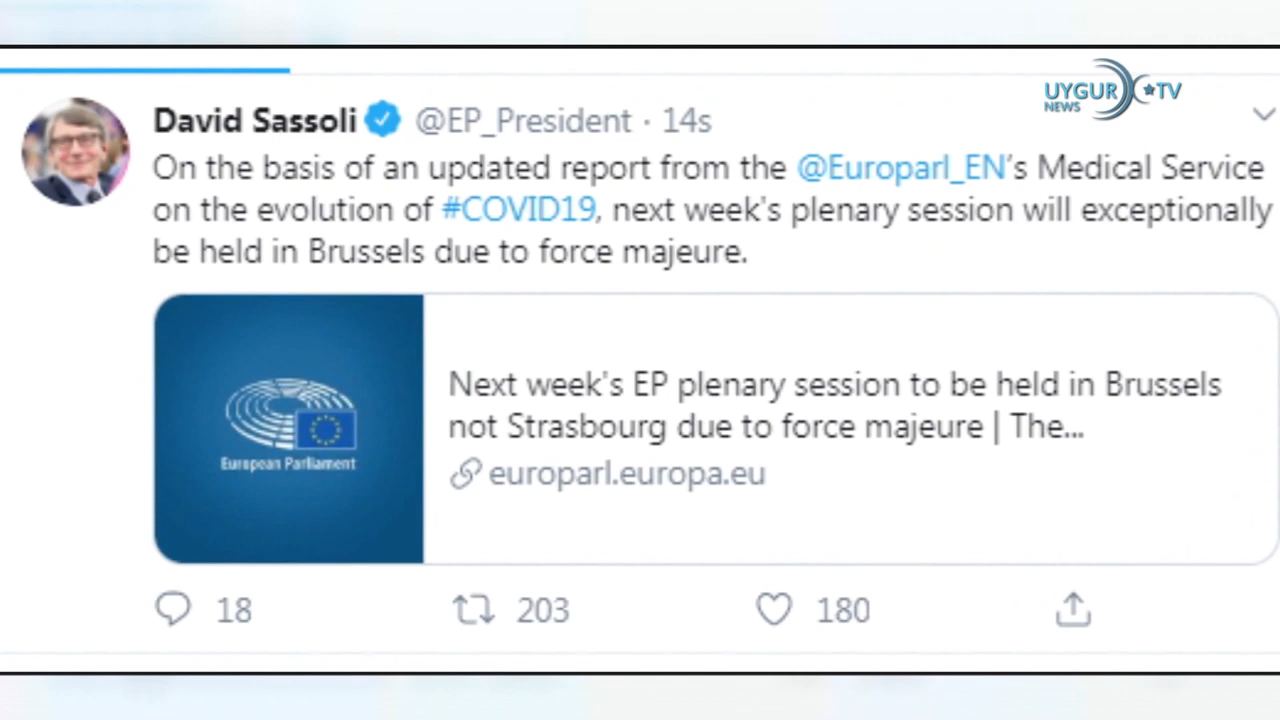 UYGUR TV
NEWS
David Sassoli @EP_President · 14s
On the basis of an updated report from the @Europarl_EN's Medical Service
on the evolution of #COVID19, next week's plenary session will exceptionally
be held in Brussels due to force majeure.
European Parliament
Next week's EP plenary session to be held in Brussels
not Strasbourg due to force majeure | The...
europarl.europa.eu
18 203 180